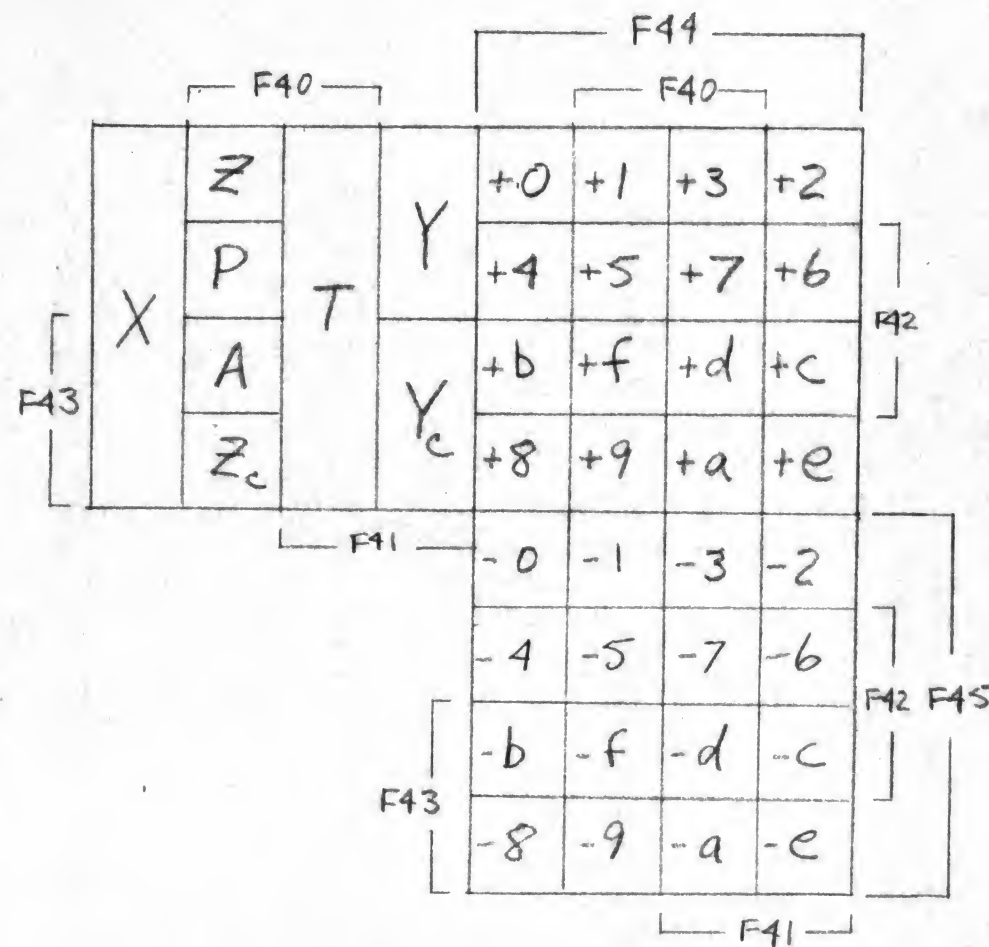 F44
F40 F40
Z +0 +1 +3 +2
Y
P +4 +5 +7 +6
X T F42
A +b +f +d +c
F43 Yc
Zc +8 +9 +a +e
F41 -0 -1 -3 -2
-4 -5 -7 -6
F42 F45
-b -f -d -c
F43
-8 -9 -a -e
F41